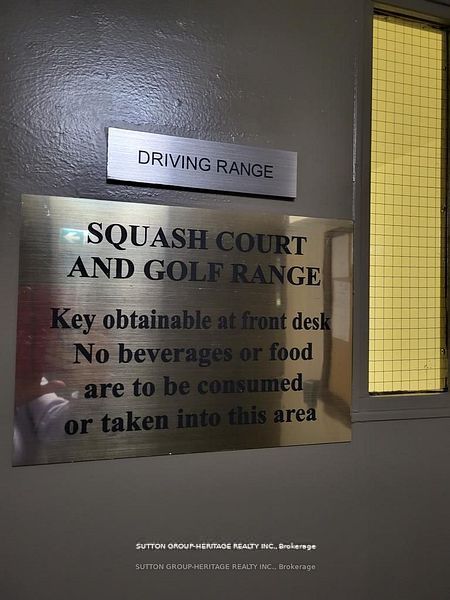 DRIVING RANGE
SQUASH COURT
AND GOLF RANGE
Key obtainable at front desk
No beverages or food
are to be consumed
or taken into this area
SUTTON GROUP-HERITAGE REALTY INC., Brokerage
SUTTON GROUP-HERITAGE REALTY INC., Brokerage